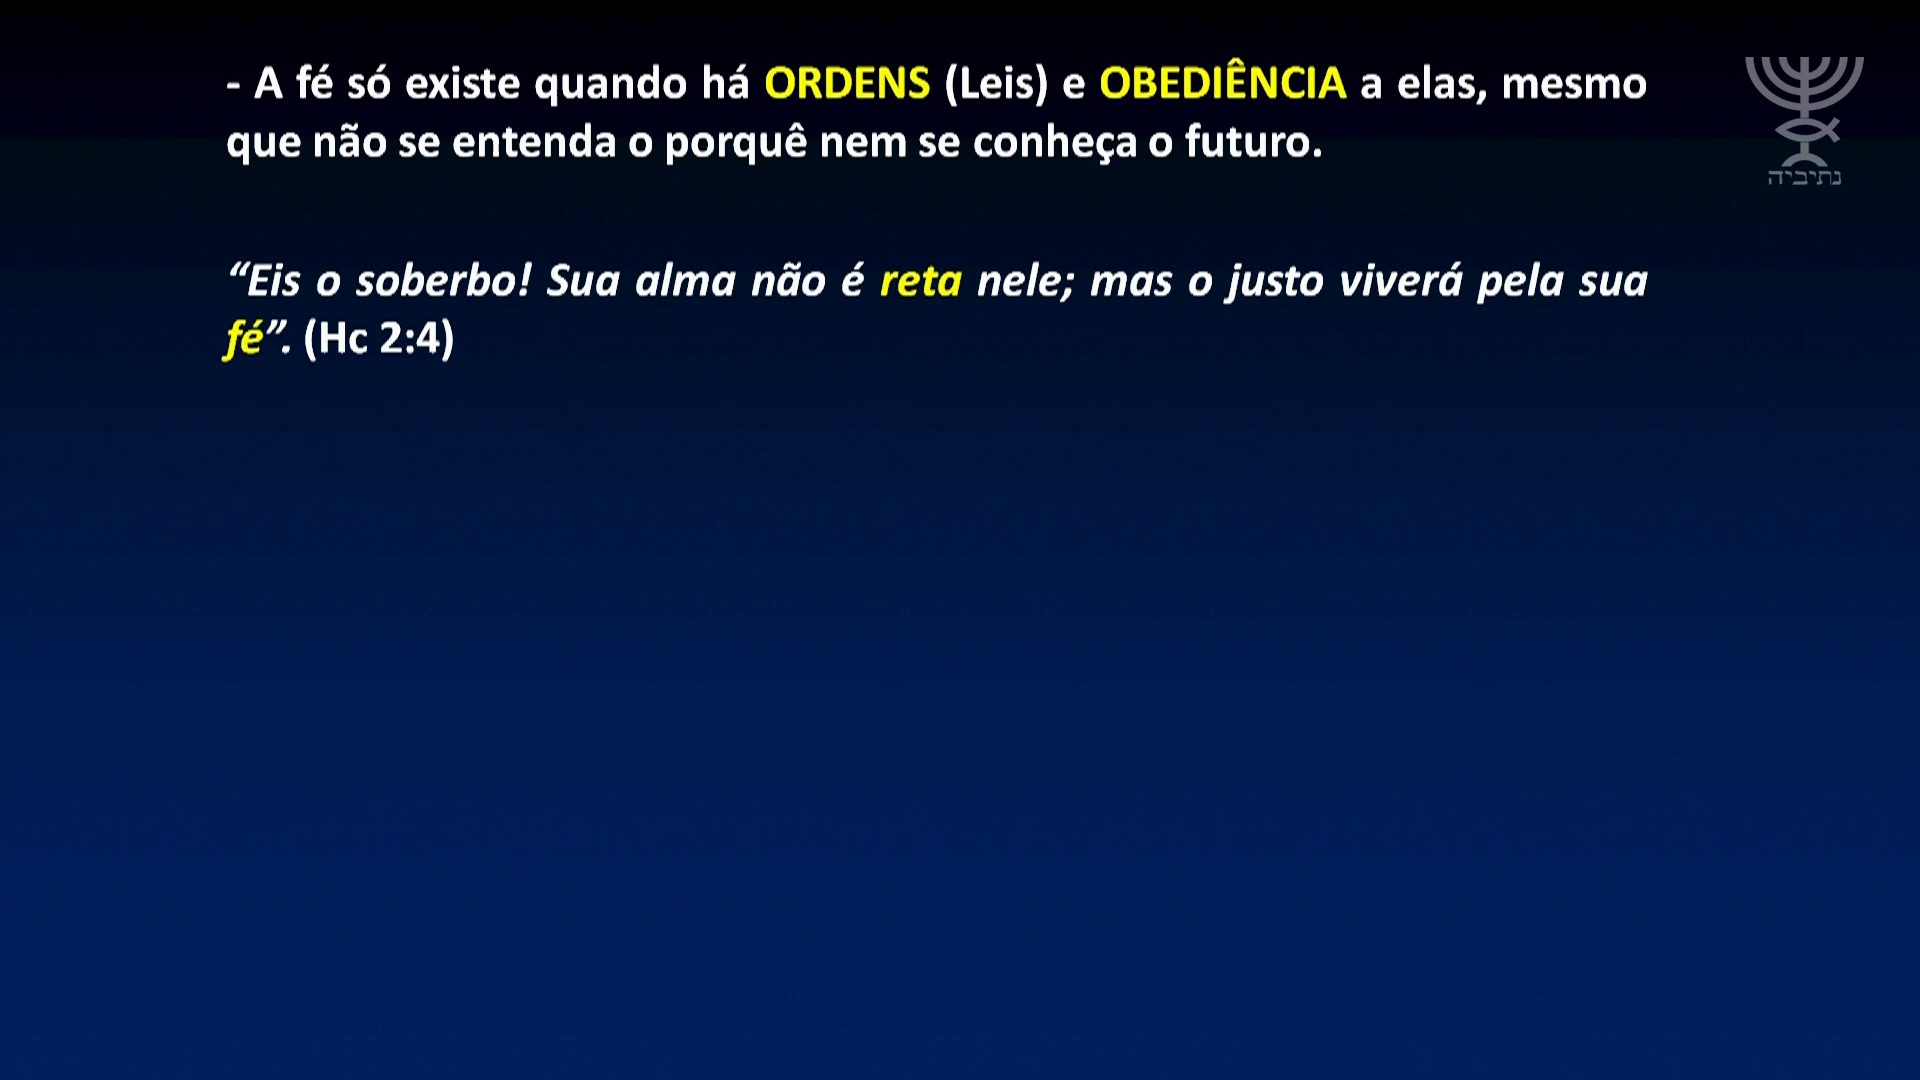 - A fé só existe quando há ORDENS (Leis) e OBEDIÊNCIA a elas, mesmo
que não se entenda o porquê nem se conheça o futuro.
“Eis o soberbo! Sua alma não é reta nele; mas o justo viverá pela sua
fé”. (Hc 2:4)
נתיביה